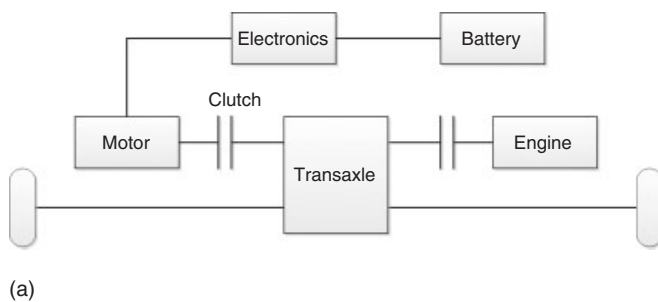 Electronics
Battery
Clutch
Motor
Transaxle
Engine
(a)